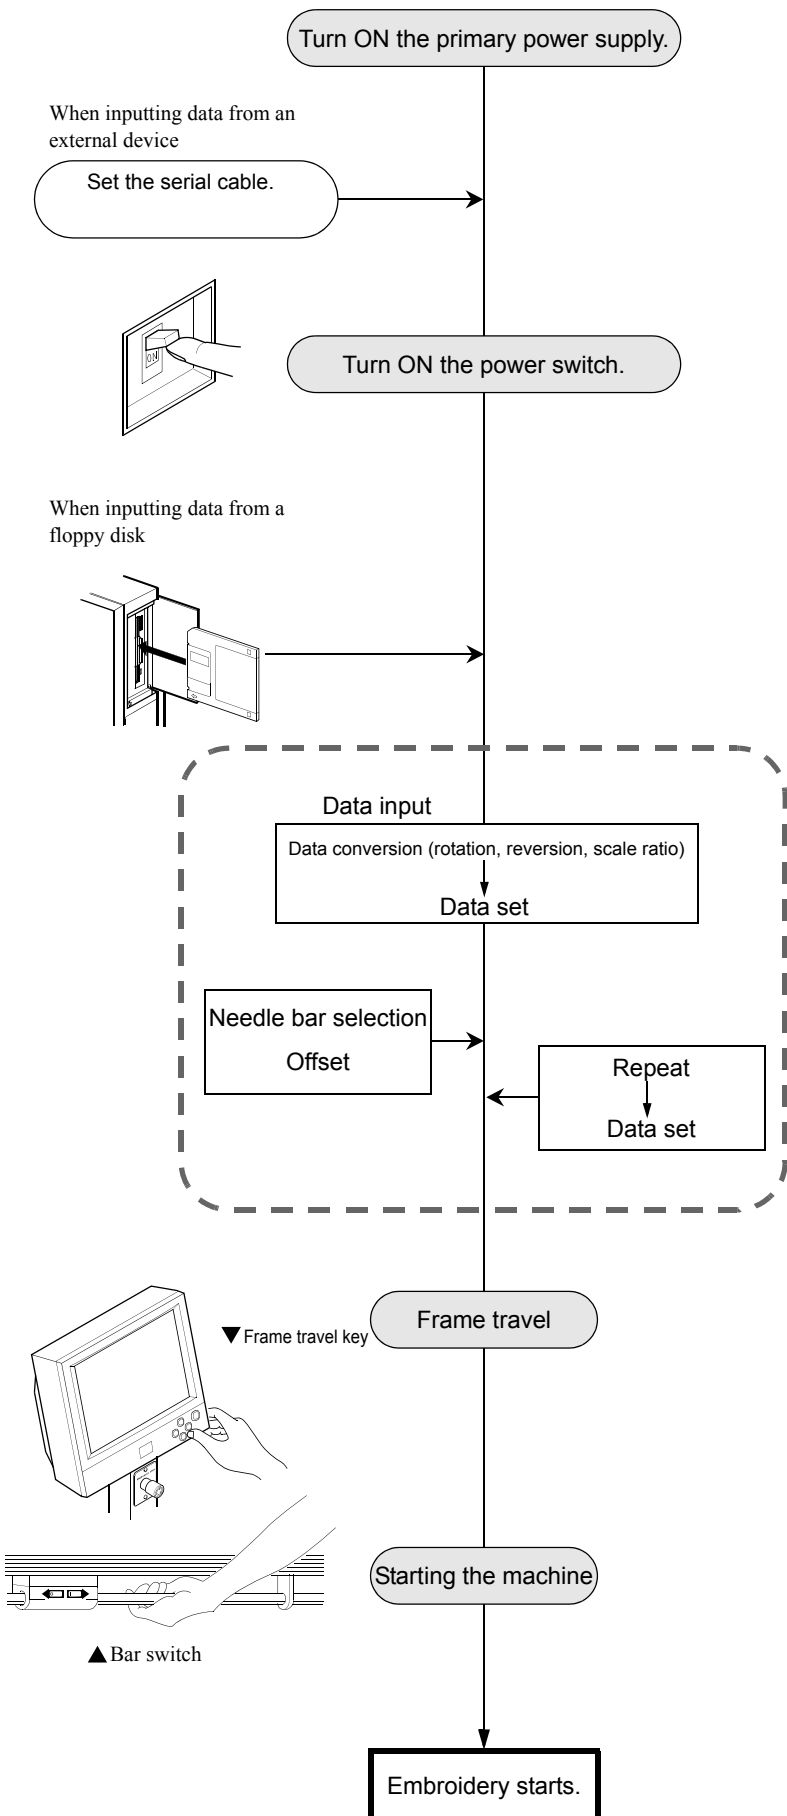 Turn ON the primary power supply.
When inputting data from an
external device
Set the serial cable.
ON
Turn ON the power switch.
When inputting data from a
floppy disk
Data input
Data conversion (rotation, reversion, scale ratio)
Data set
Needle bar selection
Offset
Repeat
Data set
Frame travel
▼ Frame travel key
Starting the machine
▲ Bar switch
Embroidery starts.